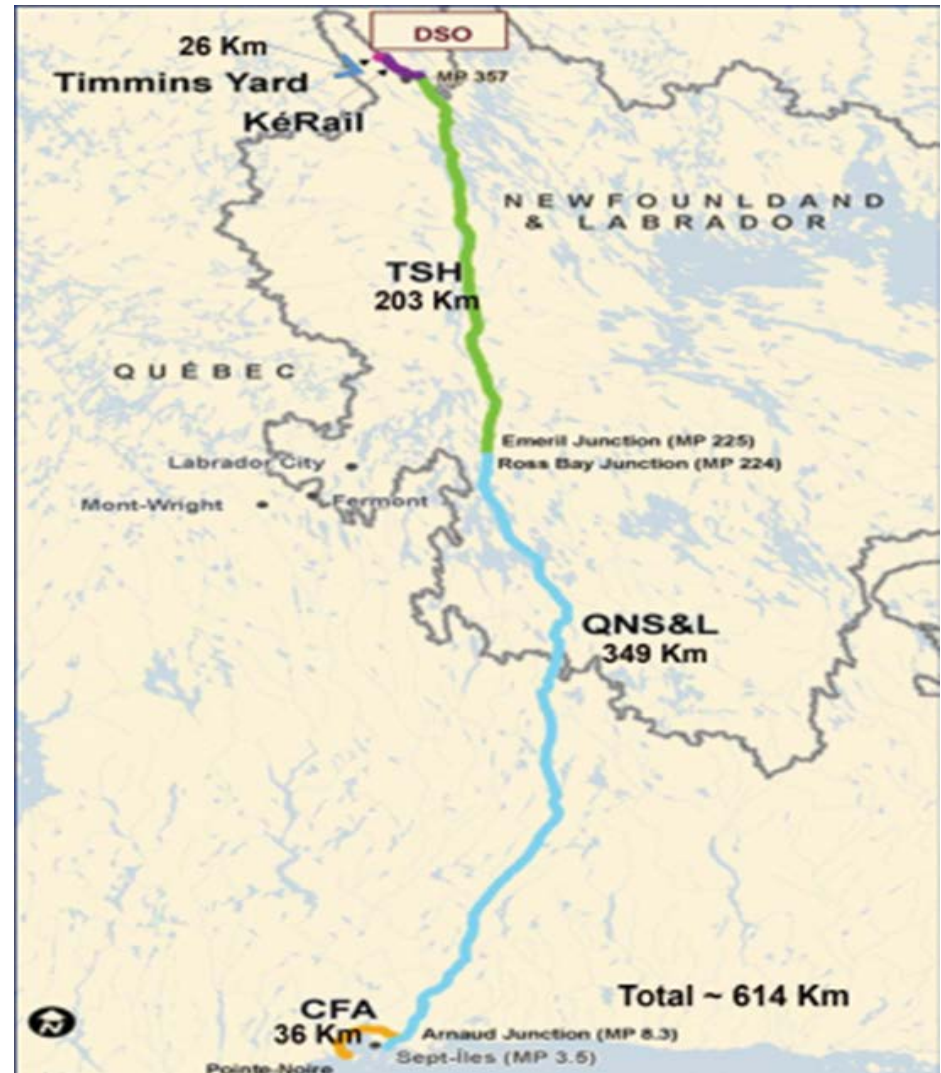 DSO
26 Km
Timmins Yard
MP 357
KéRail
NEWFOUNLDAND
& LABRADOR
TSH
203 Km
QUÉBEC
Emeril Junction (MP 225)
Labrador City
Ross Bay Junction (MP 224)
Mont-Wright
Fermont
QNS&L
349 Km
Total ~ 614 Km
CFA
36 Km
Arnaud Junction (MP 8.3)
Sept-Îles (MP 3.5)
Pointe-Noire
N